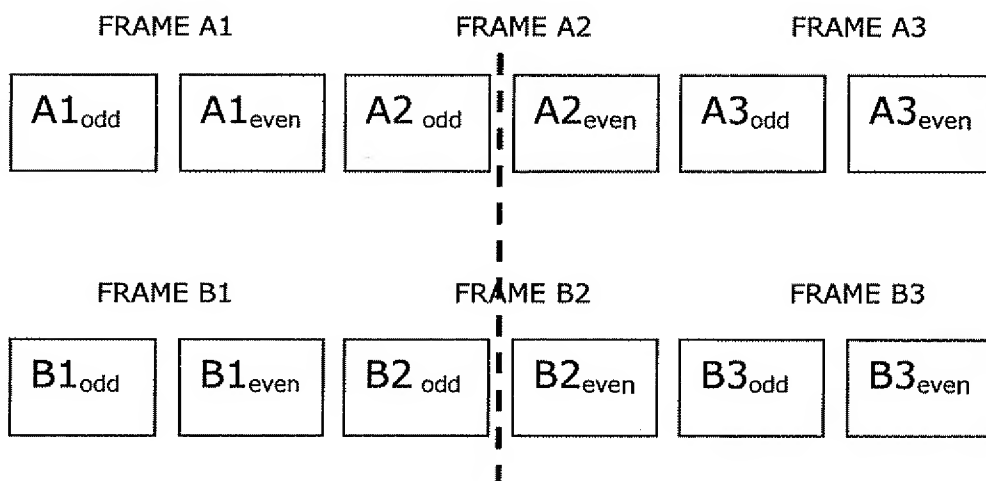 FRAME A1 FRAME A2 FRAME A3
A1odd A1even A2 odd A2even A3odd A3even
FRAME B1 FRAME B2 FRAME B3
B1odd B1even B2 odd B2even B3odd B3even